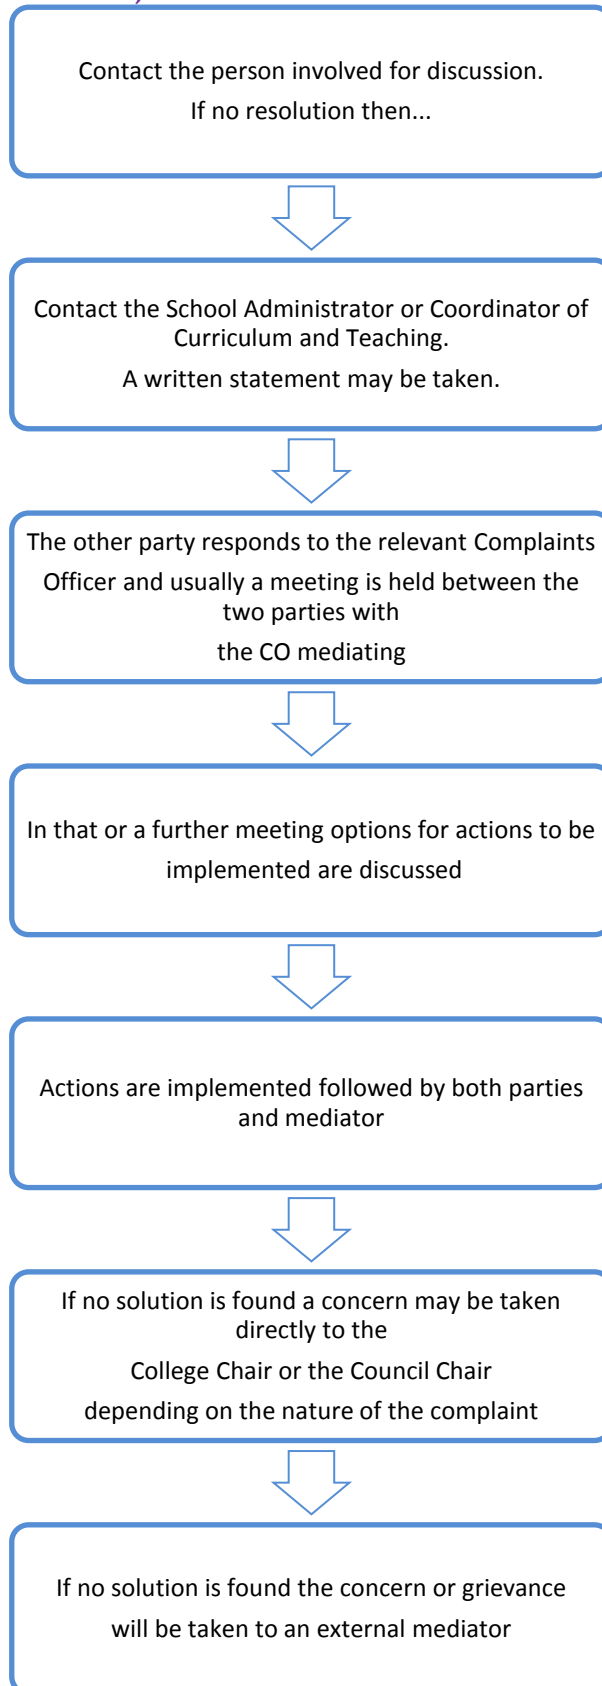 Contact the person involved for discussion.
If no resolution then...
Contact the School Administrator or Coordinator of
Curriculum and Teaching.
A written statement may be taken.
The other party responds to the relevant Complaints
Officer and usually a meeting is held between the
two parties with
the CO mediating
In that or a further meeting options for actions to be
implemented are discussed
Actions are implemented followed by both parties
and mediator
If no solution is found a concern may be taken
directly to the
College Chair or the Council Chair
depending on the nature of the complaint
If no solution is found the concern or grievance
will be taken to an external mediator